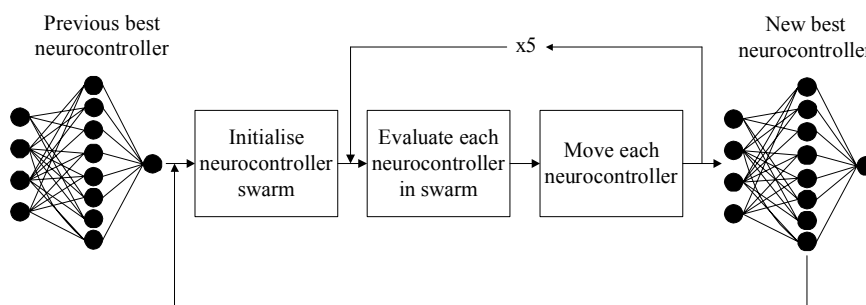 Previous best
neurocontroller
x5
New best
neurocontroller
Initialise
neurocontroller
swarm
Evaluate each
neurocontroller
in swarm
Move each
neurocontroller